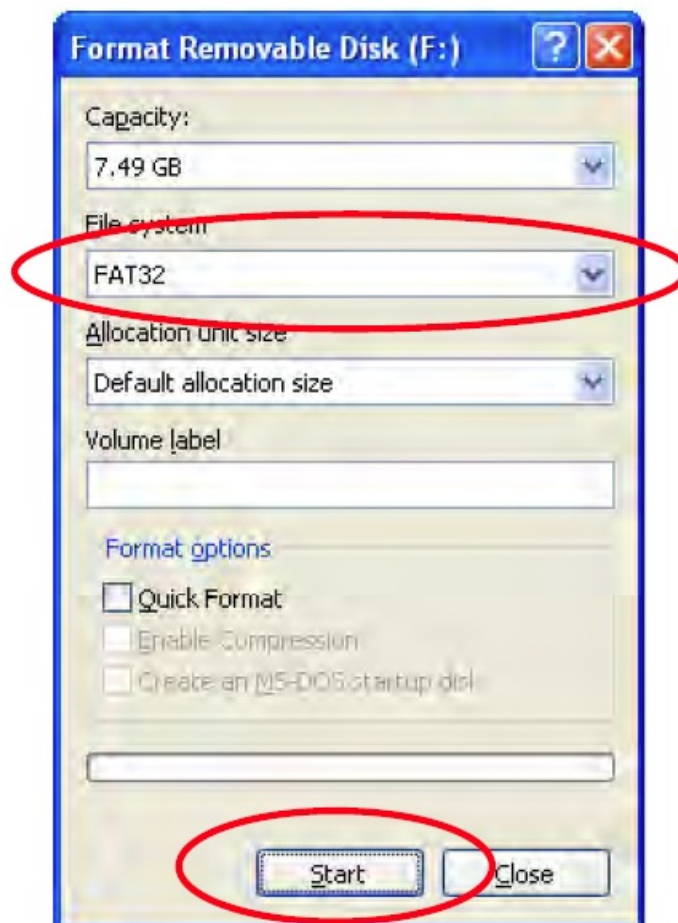 Format Removable Disk (F:)
Capacity:
7.49 GB
File system
FAT32
Allocation unit size
Default allocation size
Volume label
Format options
Quick Format
Enable Compression
Create an MS-DOS startup disk
Start
Close